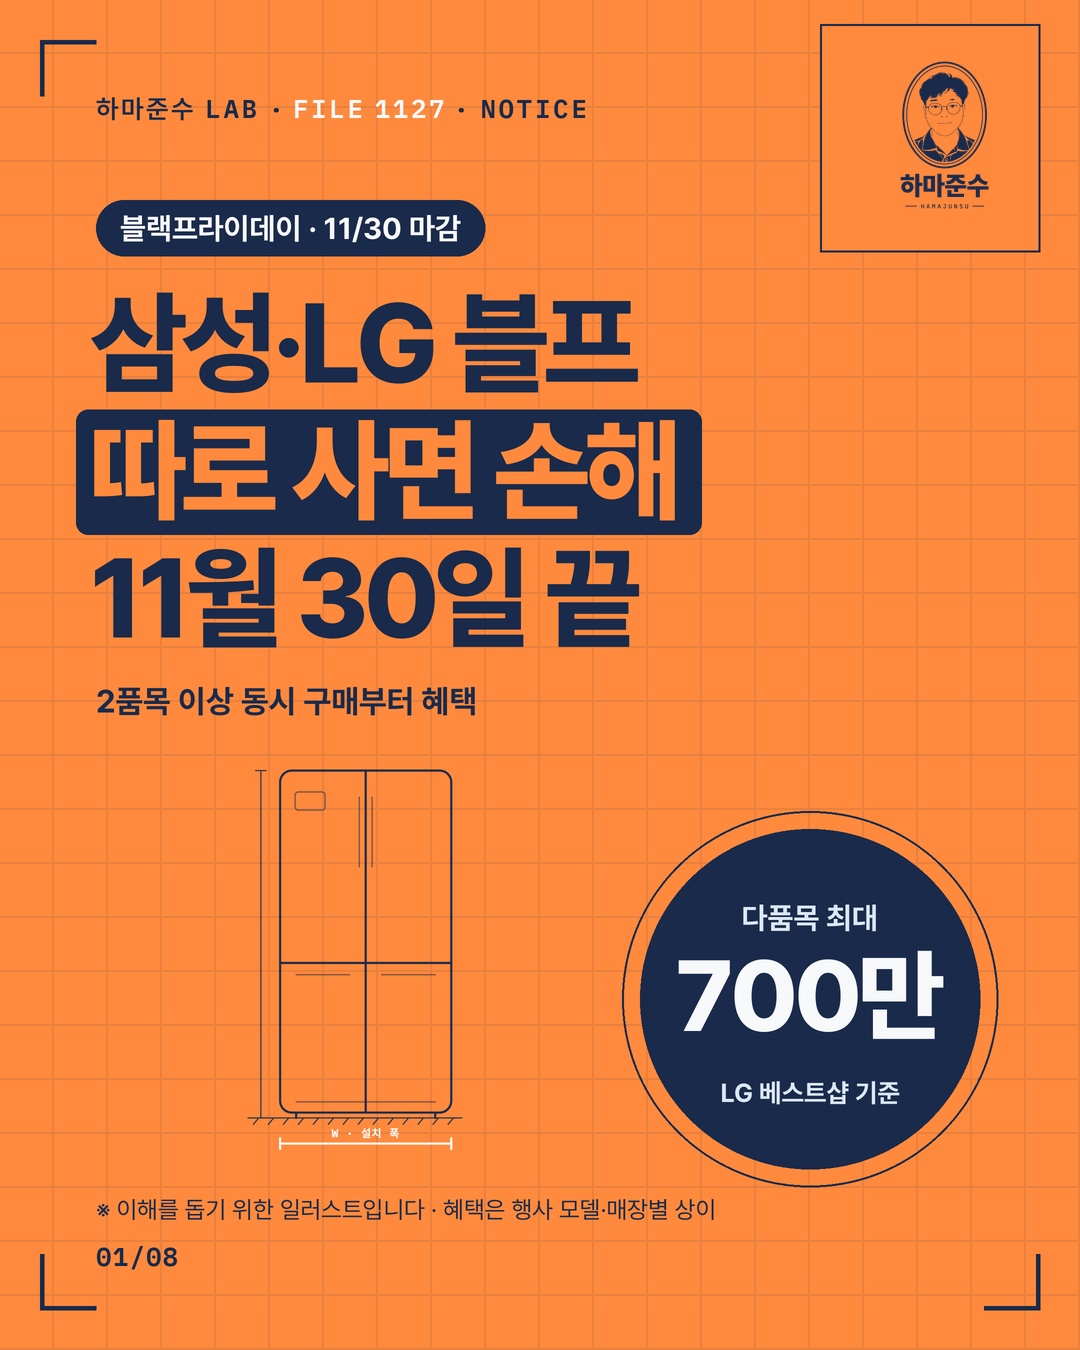 하마준수 LAB · FILE 1127 · NOTICE
하마준수
HAMAJUNSU
블랙프라이데이 · 11/30 마감
삼성·LG 블프
따로 사면 손해
11월 30일 끝
2품목 이상 동시 구매부터 혜택
다품목 최대
700만
LG 베스트샵 기준
W · 설치 폭
※ 이해를 돕기 위한 일러스트입니다 · 혜택은 행사 모델·매장별 상이
01/08